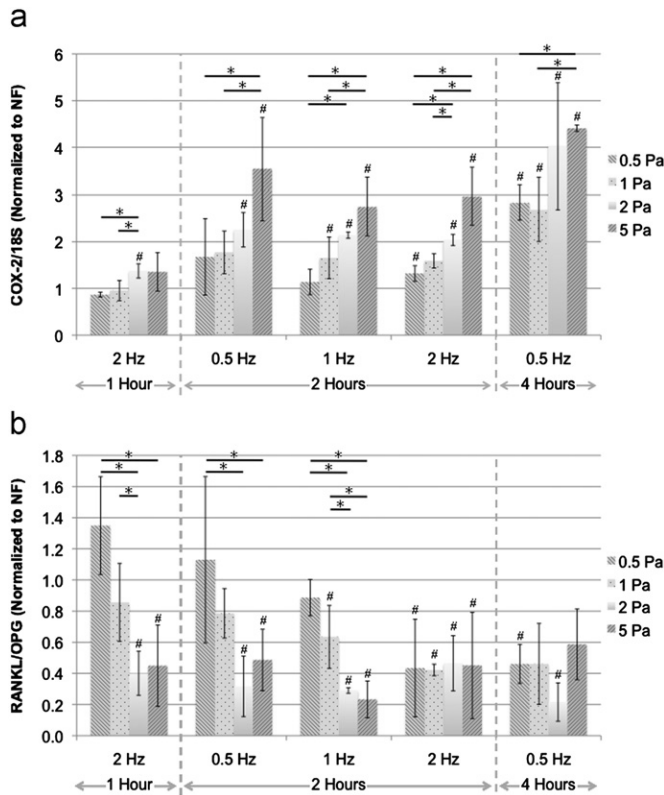 a
COX-2/18S (Normalized to NF)
6
5
4
3
2
1
0
* * # * * # # * * * # # # * * * * # # # * * # # # #
0.5 Pa
1 Pa
2 Pa
5 Pa
2 Hz 0.5 Hz 1 Hz 2 Hz 0.5 Hz
1 Hour 2 Hours 4 Hours
b
RANKL/OPG (Normalized to NF)
1.8
1.6
1.4
1.2
1.0
0.8
0.6
0.4
0.2
0.0
* * * # # * * # # * * * * # # # # # # # # #
0.5 Pa
1 Pa
2 Pa
5 Pa
2 Hz 0.5 Hz 1 Hz 2 Hz 0.5 Hz
1 Hour 2 Hours 4 Hours